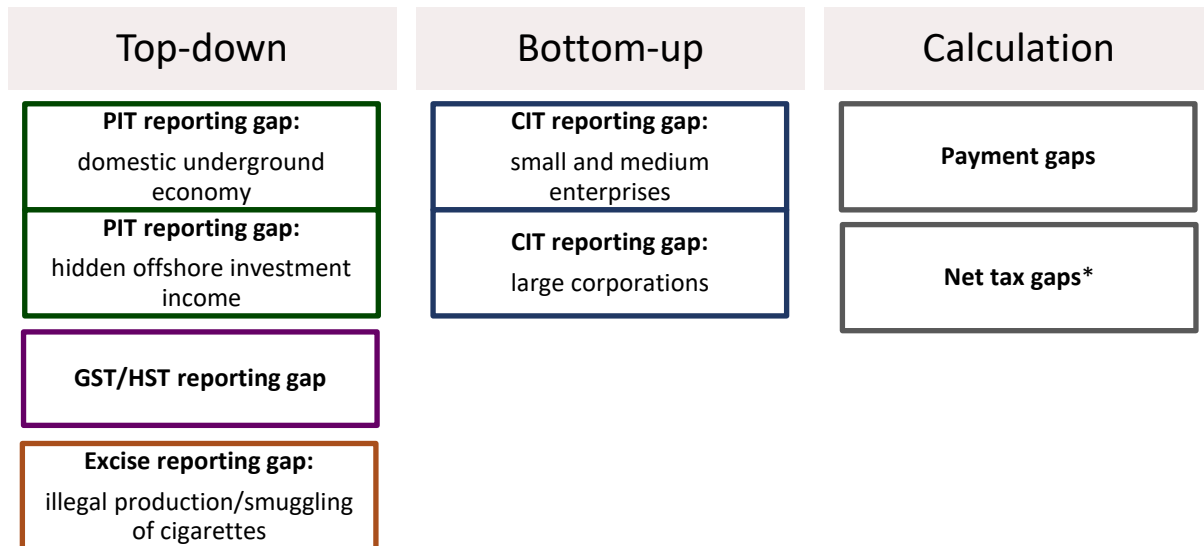 Top-down
Bottom-up
Calculation
PIT reporting gap:
domestic underground
economy
PIT reporting gap:
hidden offshore investment
income
GST/HST reporting gap
Excise reporting gap:
illegal production/smuggling
of cigarettes
CIT reporting gap:
small and medium
enterprises
CIT reporting gap:
large corporations
Payment gaps
Net tax gaps*